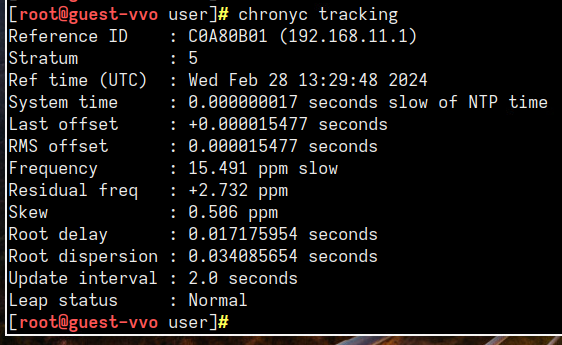 [root@guest-vvo user]# chronyc tracking
Reference ID    : C0A80B01 (192.168.11.1)
Stratum         : 5
Ref time (UTC)  : Wed Feb 28 13:29:48 2024
System time     : 0.000000017 seconds slow of NTP time
Last offset     : +0.000015477 seconds
RMS offset      : 0.000015477 seconds
Frequency       : 15.491 ppm slow
Residual freq   : +2.732 ppm
Skew            : 0.506 ppm
Root delay      : 0.017175954 seconds
Root dispersion : 0.034085654 seconds
Update interval : 2.0 seconds
Leap status     : Normal
[root@guest-vvo user]#